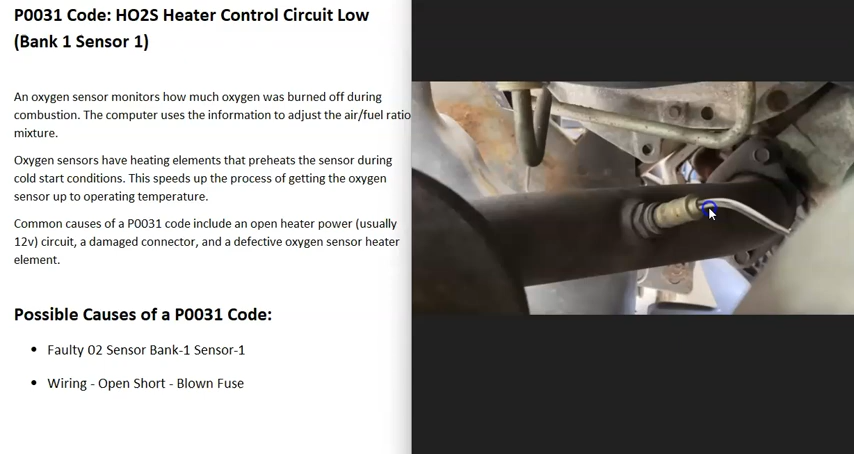 P0031 Code: HO2S Heater Control Circuit Low
(Bank 1 Sensor 1)
An oxygen sensor monitors how much oxygen was burned off during
combustion. The computer uses the information to adjust the air/fuel ratio
mixture.
Oxygen sensors have heating elements that preheats the sensor during
cold start conditions. This speeds up the process of getting the oxygen
sensor up to operating temperature.
Common causes of a P0031 code include an open heater power (usually
12v) circuit, a damaged connector, and a defective oxygen sensor heater
element.
Possible Causes of a P0031 Code:
• Faulty 02 Sensor Bank-1 Sensor-1
• Wiring - Open Short - Blown Fuse